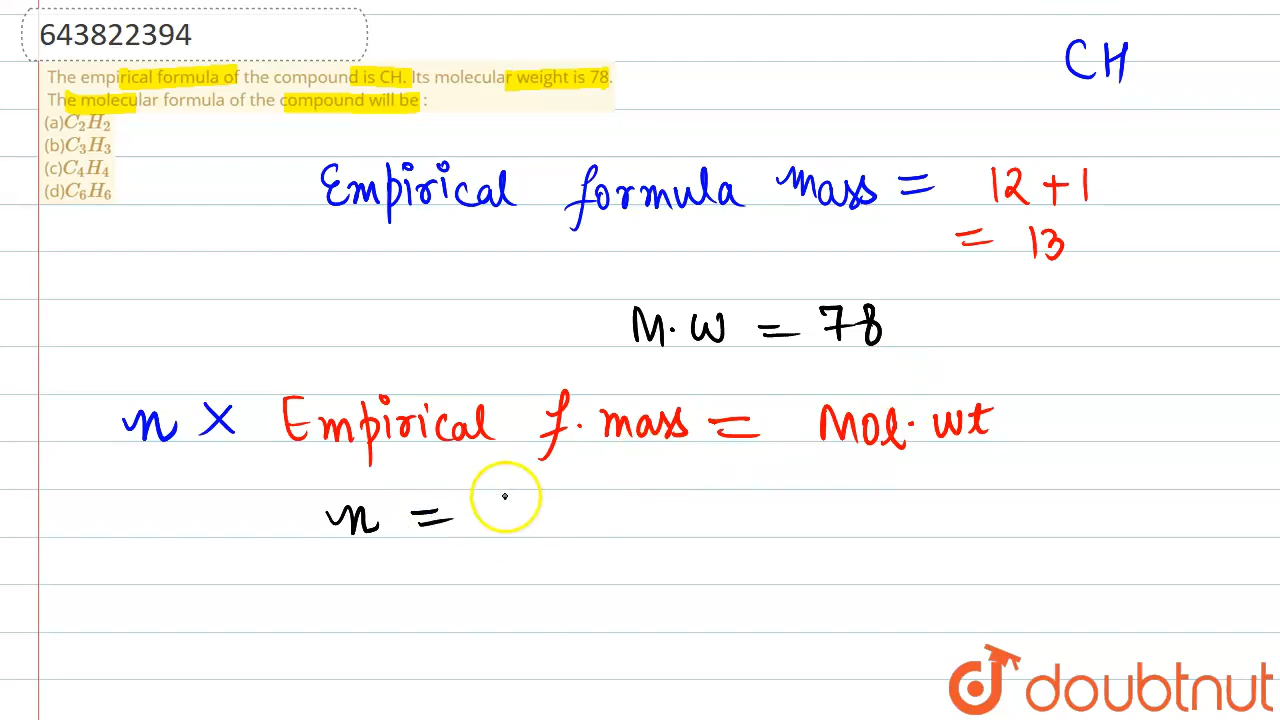 643822394
CH
The empirical formula of the compound is CH. Its molecular weight is 78.
The molecular formula of the compound will be :
(a)C₂H₂
(b)C₃H₃
(c)C₄H₄
(d)C₆H₆
Empirical formula mass = 12 + 1
= 13
M.W = 78
n × Empirical f. mass = Mol. wt
n =
doubtnut